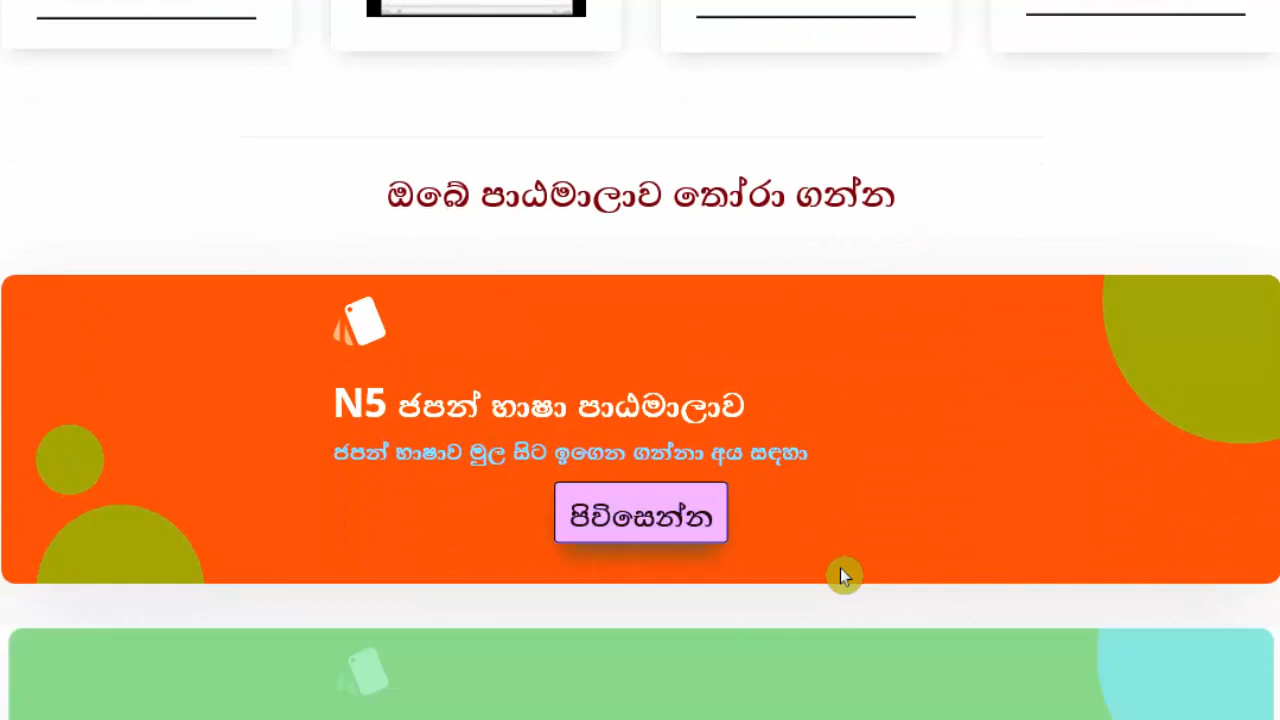 ඔබේ පාඨමාලාව තෝරා ගන්න
N5 ජපන් භාෂා පාඨමාලාව
ජපන් භාෂාව මුල සිට ඉගෙන ගන්නා අය සඳහා
පිවිසෙන්න